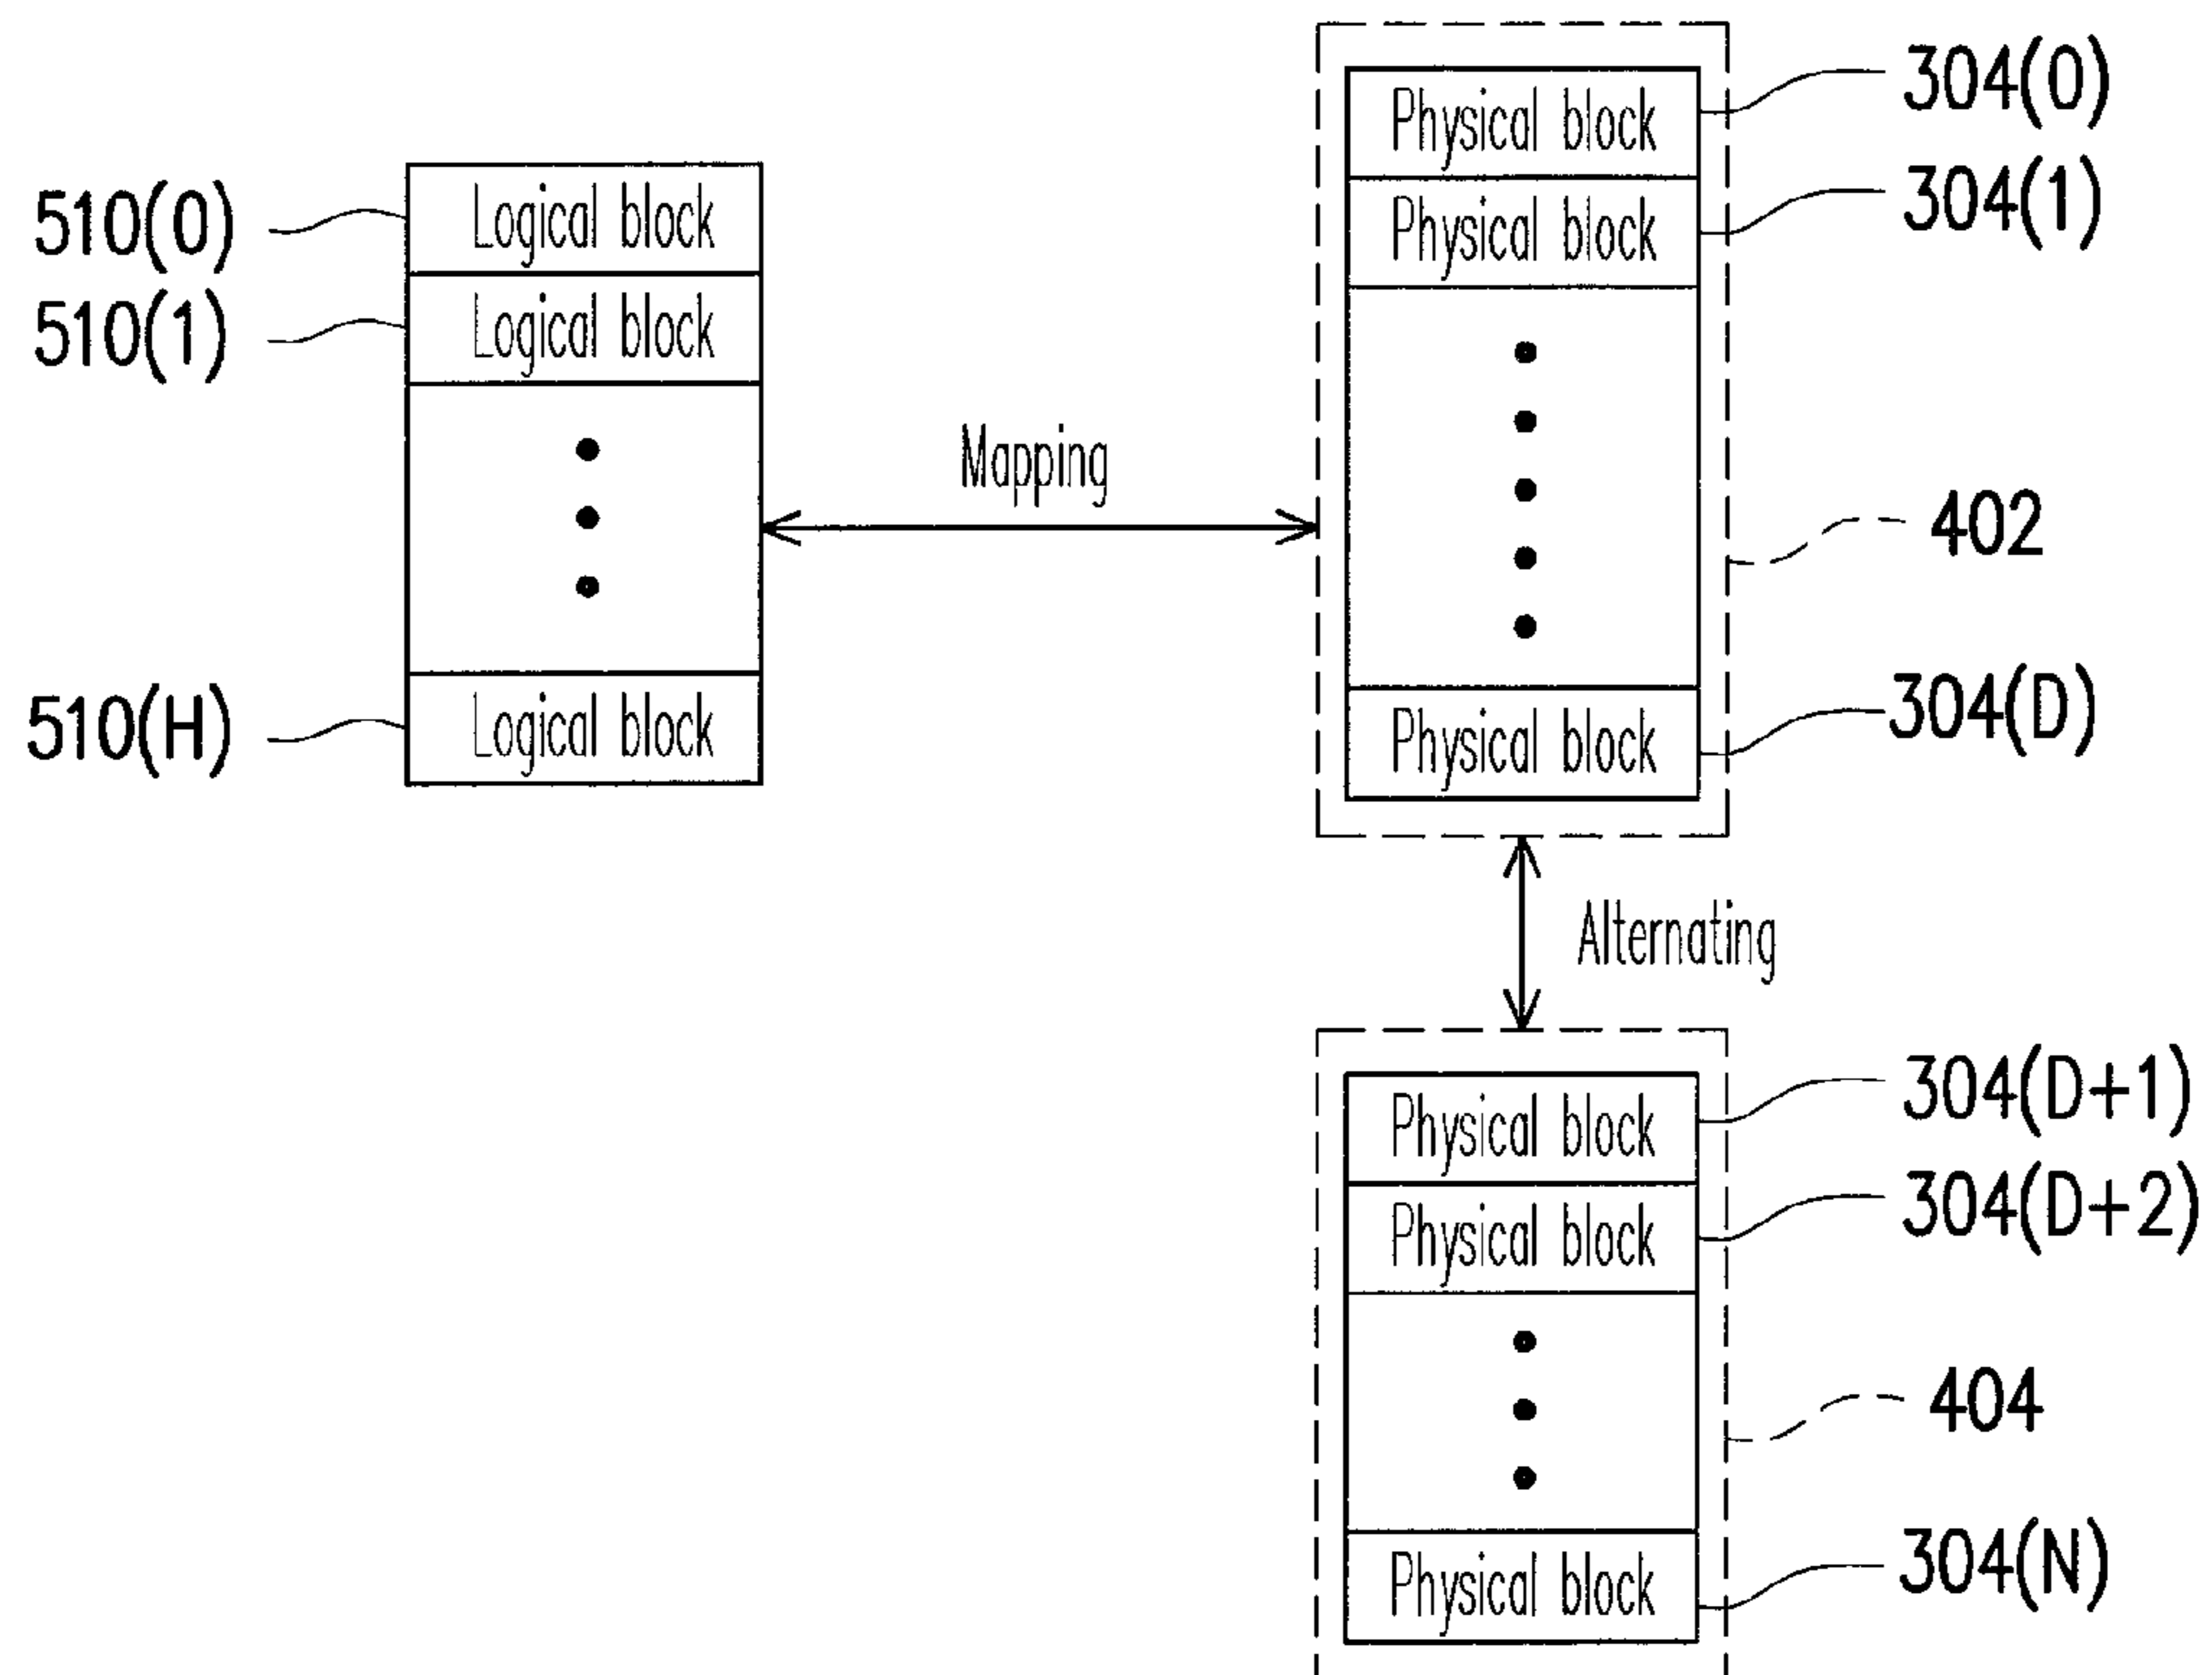 510(0)
Logical block
510(1)
Logical block
510(H)
Logical block
Mapping
Physical block
304(0)
Physical block
304(1)
402
Physical block
304(D)
Alternating
Physical block
304(D+1)
Physical block
304(D+2)
404
Physical block
304(N)